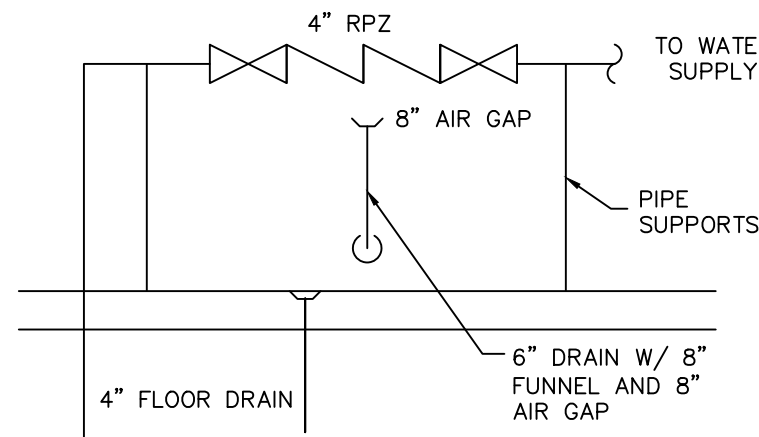 4” RPZ
TO WATE
SUPPLY
8” AIR GAP
PIPE
SUPPORTS
6” DRAIN W/ 8”
FUNNEL AND 8”
AIR GAP
4” FLOOR DRAIN